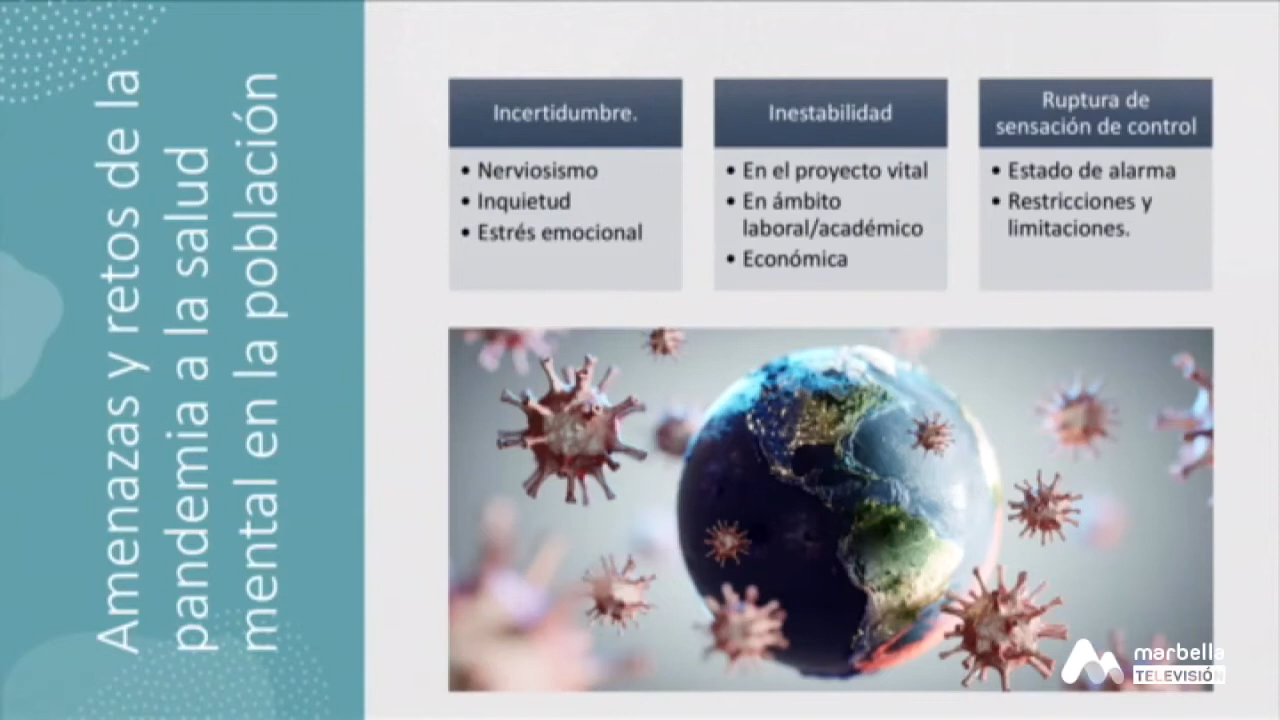 Amenazas y retos de la
pandemia a la salud
mental en la población
Incertidumbre.
• Nerviosismo
• Inquietud
• Estrés emocional
Inestabilidad
• En el proyecto vital
• En ámbito
laboral/académico
• Económica
Ruptura de
sensación de control
• Estado de alarma
• Restricciones y
limitaciones.
marbella
TELEVISIÓN